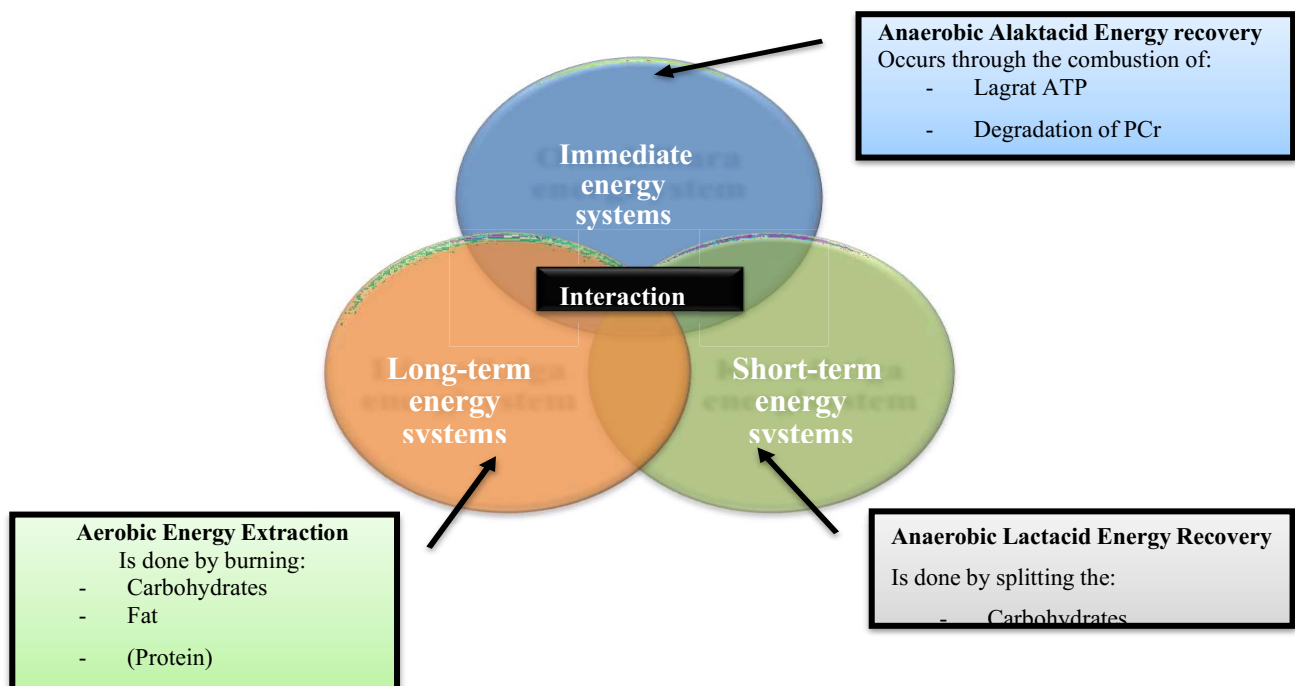 Anaerobic Alaktacid Energy recovery
Occurs through the combustion of:
- Lagrat ATP
- Degradation of PCr
Immediate
energy
systems
Interaction
Long-term
energy
systems
Short-term
energy
systems
Aerobic Energy Extraction
Is done by burning:
- Carbohydrates
- Fat
- (Protein)
Anaerobic Lactacid Energy Recovery
Is done by splitting the:
- Carbohydrates